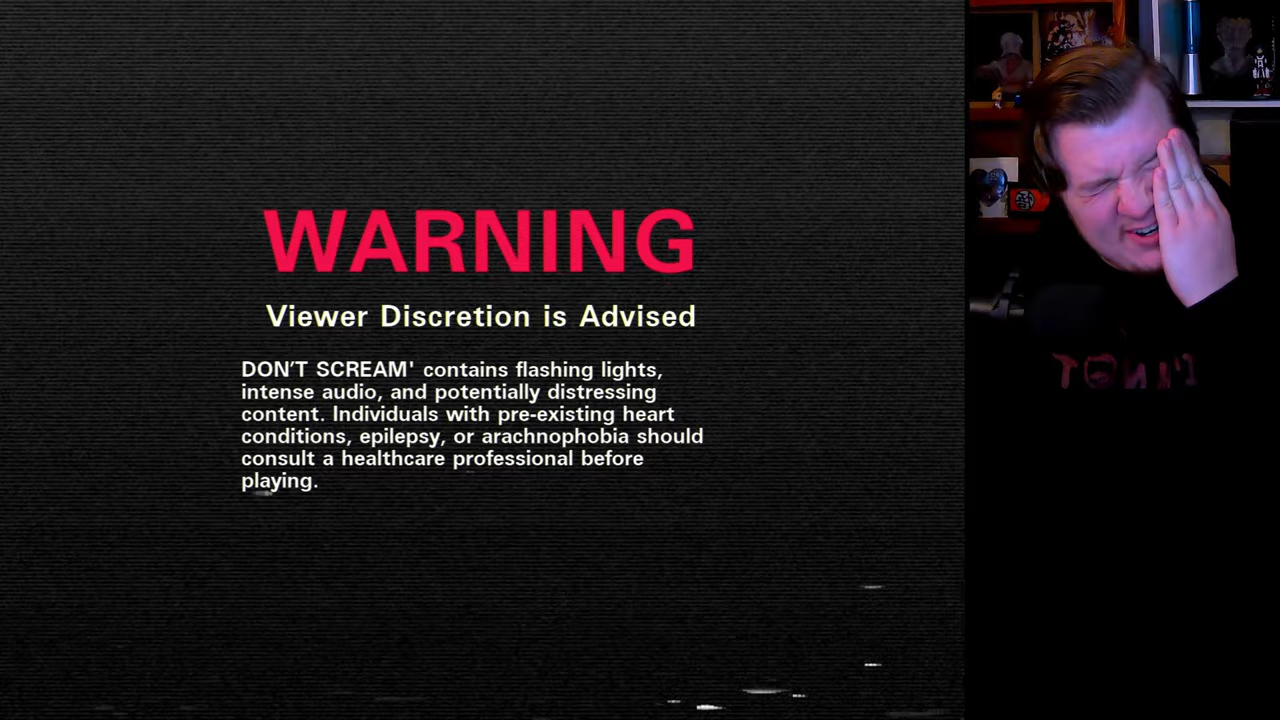 WARNING
Viewer Discretion is Advised
DON’T SCREAM' contains flashing lights,
intense audio, and potentially distressing
content. Individuals with pre-existing heart
conditions, epilepsy, or arachnophobia should
consult a healthcare professional before
playing.